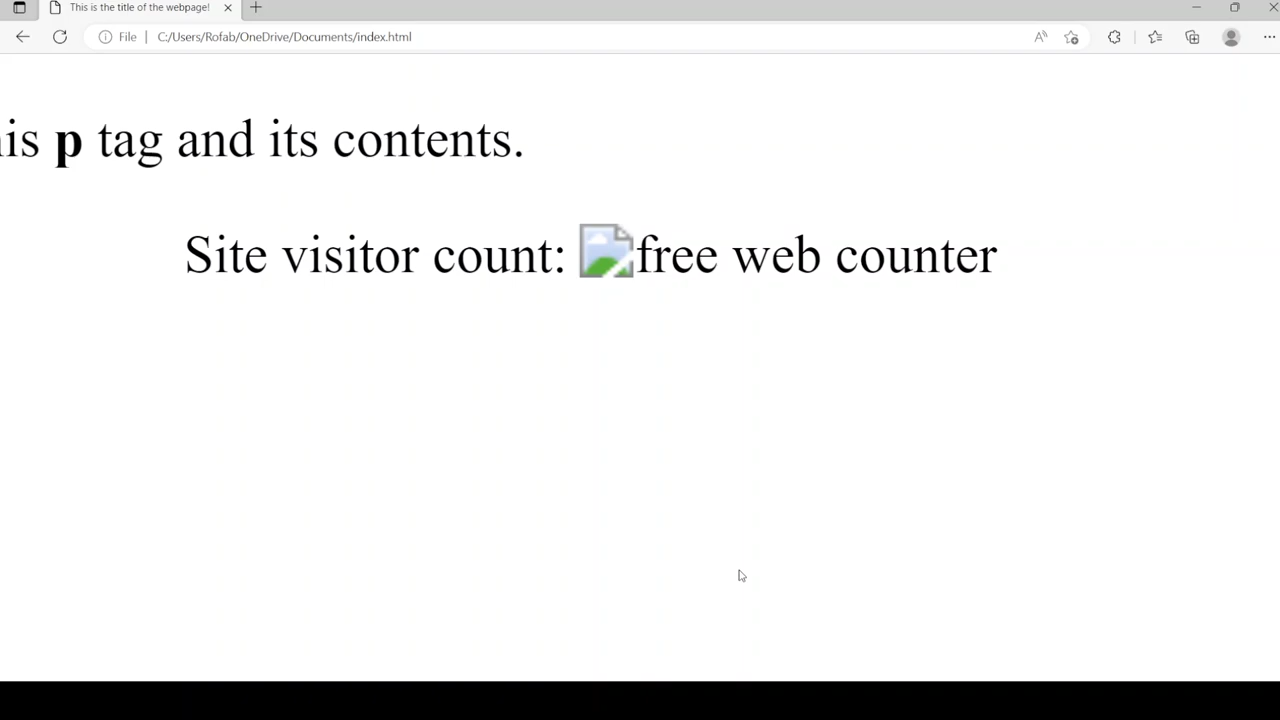 This is the title of the webpage!
File C:/Users/Rofab/OneDrive/Documents/index.html
his p tag and its contents.
Site visitor count: free web counter